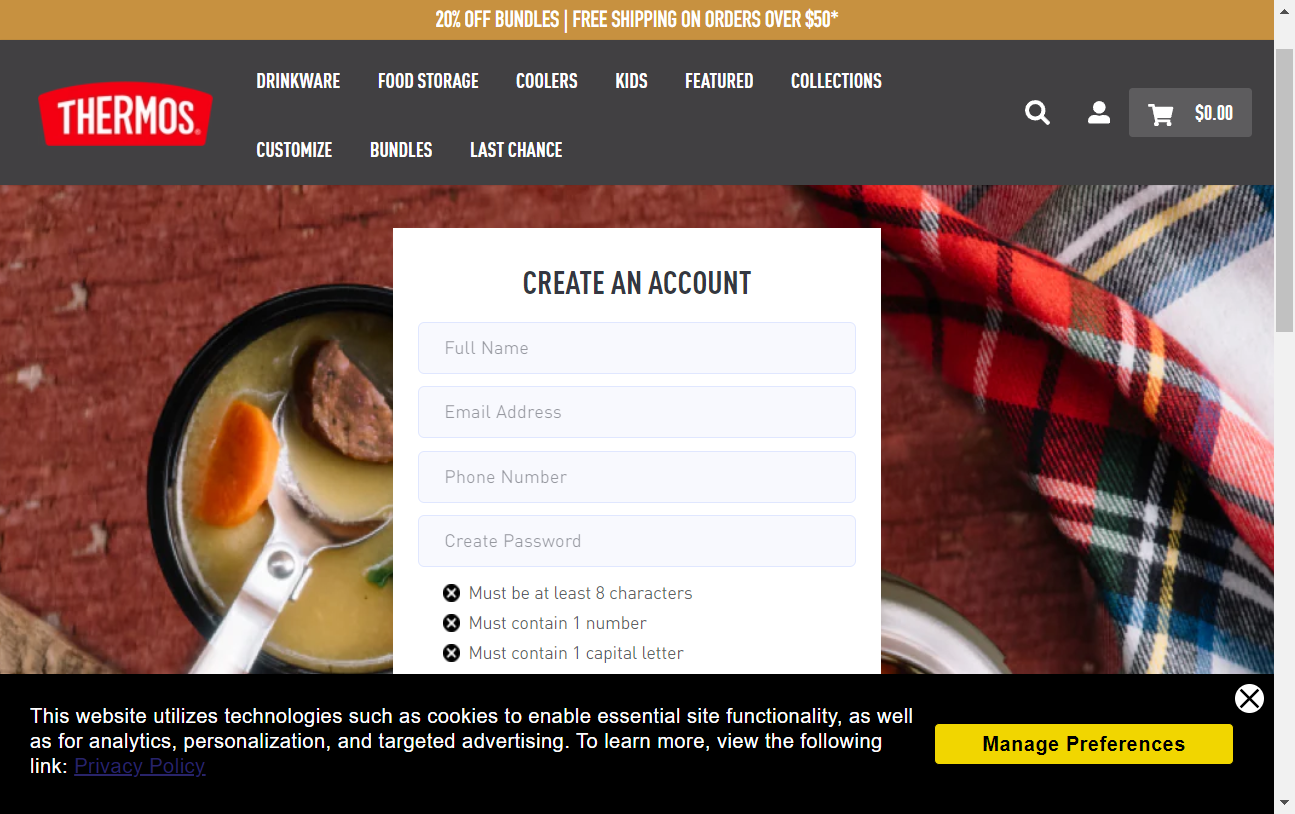 20% OFF BUNDLES | FREE SHIPPING ON ORDERS OVER $50*
THERMOS®
DRINKWARE FOOD STORAGE COOLERS KIDS FEATURED COLLECTIONS
CUSTOMIZE BUNDLES LAST CHANCE
$0.00
CREATE AN ACCOUNT
Full Name
Email Address
Phone Number
Create Password
Must be at least 8 characters
Must contain 1 number
Must contain 1 capital letter
This website utilizes technologies such as cookies to enable essential site functionality, as well
as for analytics, personalization, and targeted advertising. To learn more, view the following
link: Privacy Policy
Manage Preferences